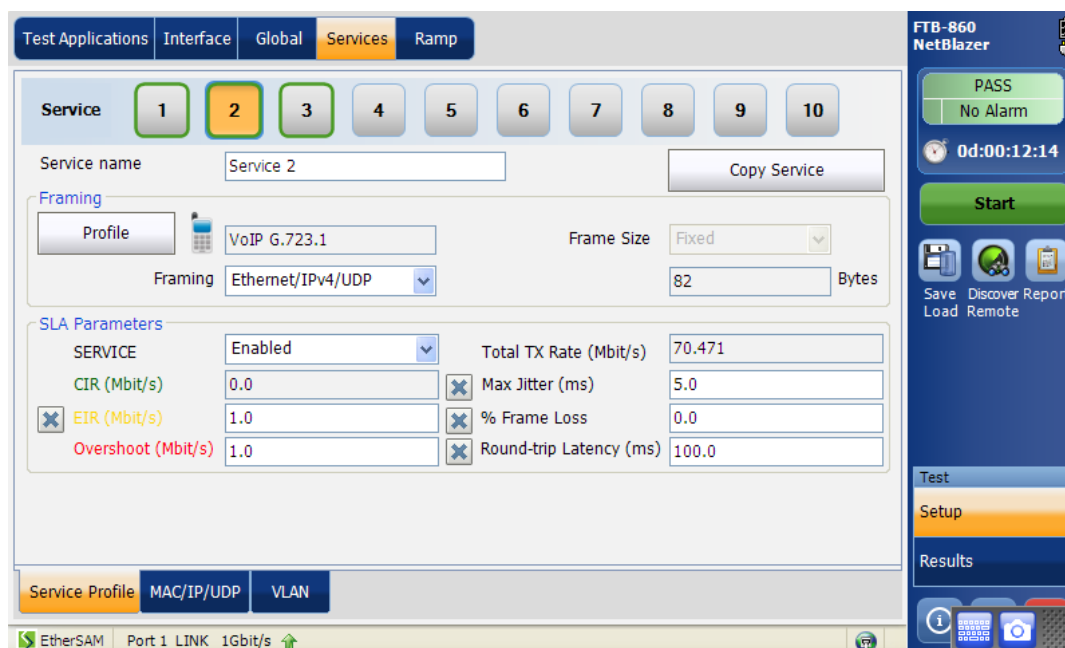 Test Applications Interface Global Services Ramp
FTB-860
NetBlazer
Service 1 2 3 4 5 6 7 8 9 10
PASS
No Alarm
0d:00:12:14
Service name Service 2 Copy Service
Start
Framing
Profile VoIP G.723.1 Frame Size Fixed
Framing Ethernet/IPv4/UDP 82 Bytes
Save Discover Repor
Load Remote
SLA Parameters
SERVICE Enabled Total TX Rate (Mbit/s) 70.471
CIR (Mbit/s) 0.0 Max Jitter (ms) 5.0
EIR (Mbit/s) 1.0 % Frame Loss 0.0
Overshoot (Mbit/s) 1.0 Round-trip Latency (ms) 100.0
Test
Setup
Results
Service Profile MAC/IP/UDP VLAN
EtherSAM Port 1 LINK 1Gbit/s